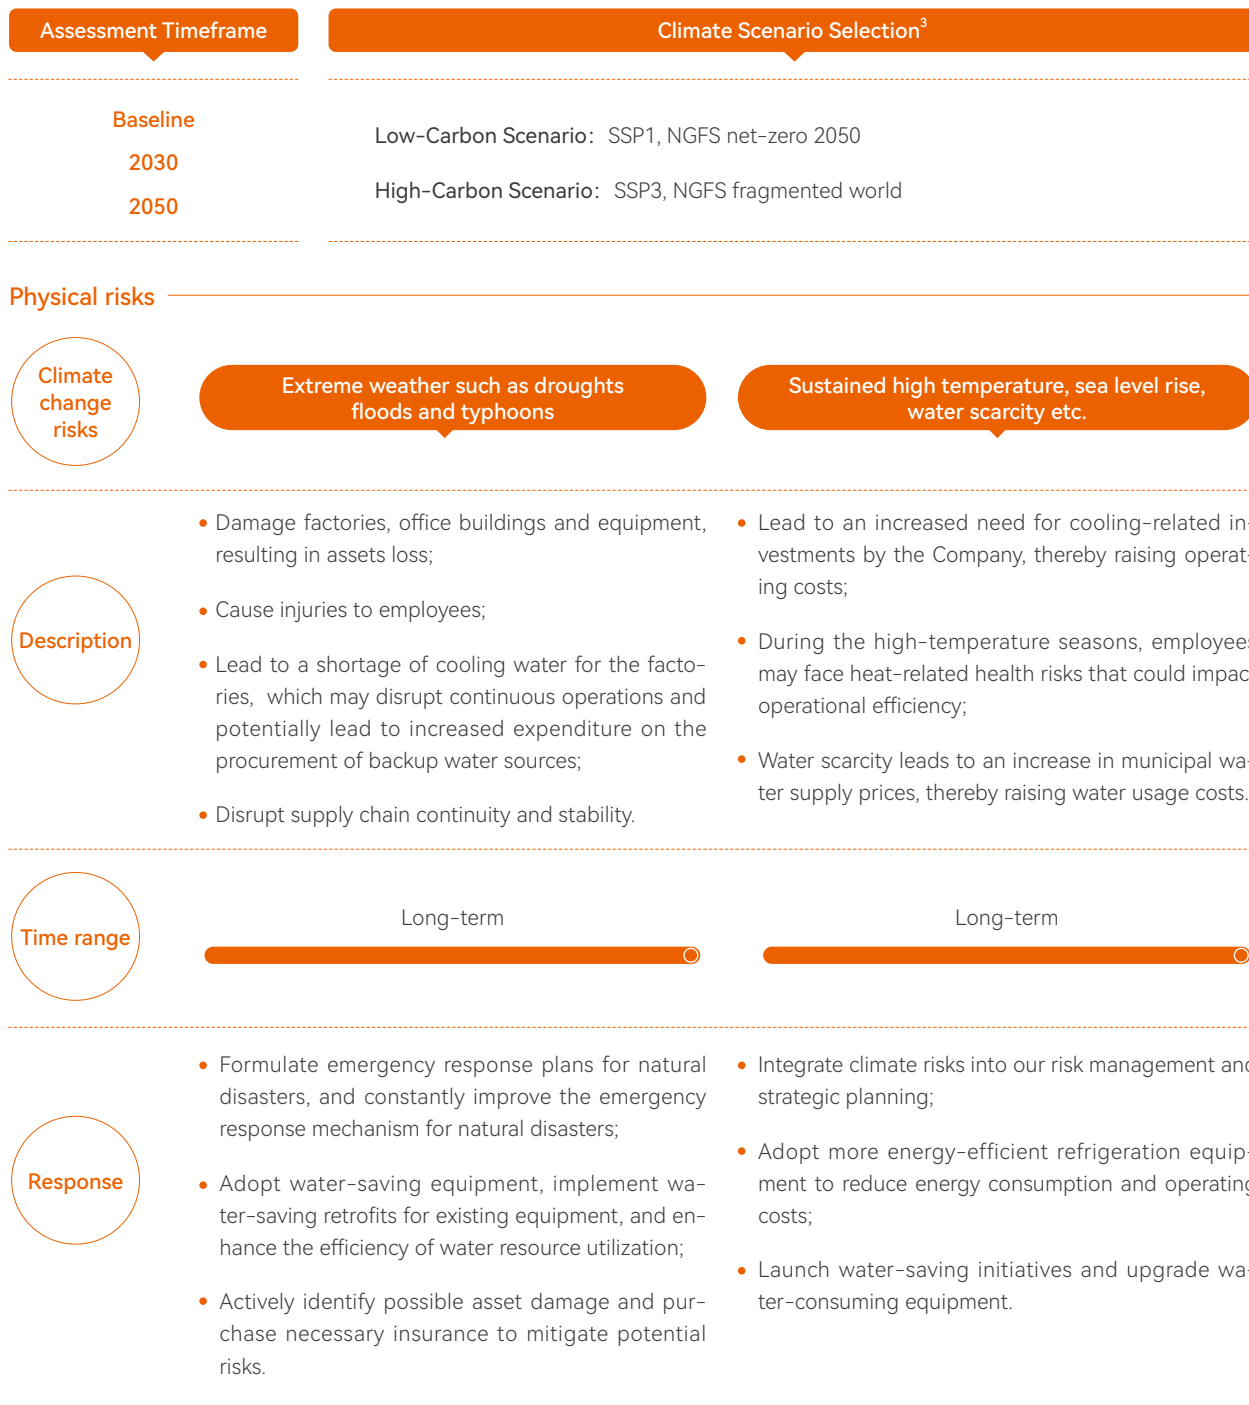 Assessment Timeframe
Climate Scenario Selection3
Baseline
2030
2050
Low-Carbon Scenario: SSP1, NGFS net-zero 2050
High-Carbon Scenario: SSP3, NGFS fragmented world
Physical risks
Climate
change
risks
Extreme weather such as droughts
floods and typhoons
Sustained high temperature, sea level rise,
water scarcity etc.
Description
• Damage factories, office buildings and equipment,
resulting in assets loss;
• Cause injuries to employees;
• Lead to a shortage of cooling water for the facto-
ries, which may disrupt continuous operations and
potentially lead to increased expenditure on the
procurement of backup water sources;
• Disrupt supply chain continuity and stability.
• Lead to an increased need for cooling-related in-
vestments by the Company, thereby raising operat-
ing costs;
• During the high-temperature seasons, employees
may face heat-related health risks that could impact
operational efficiency;
• Water scarcity leads to an increase in municipal wa-
ter supply prices, thereby raising water usage costs.
Time range
Long-term
Long-term
Response
• Formulate emergency response plans for natural
disasters, and constantly improve the emergency
response mechanism for natural disasters;
• Adopt water-saving equipment, implement wa-
ter-saving retrofits for existing equipment, and en-
hance the efficiency of water resource utilization;
• Actively identify possible asset damage and pur-
chase necessary insurance to mitigate potential
risks.
• Integrate climate risks into our risk management and
strategic planning;
• Adopt more energy-efficient refrigeration equip-
ment to reduce energy consumption and operating
costs;
• Launch water-saving initiatives and upgrade wa-
ter-consuming equipment.